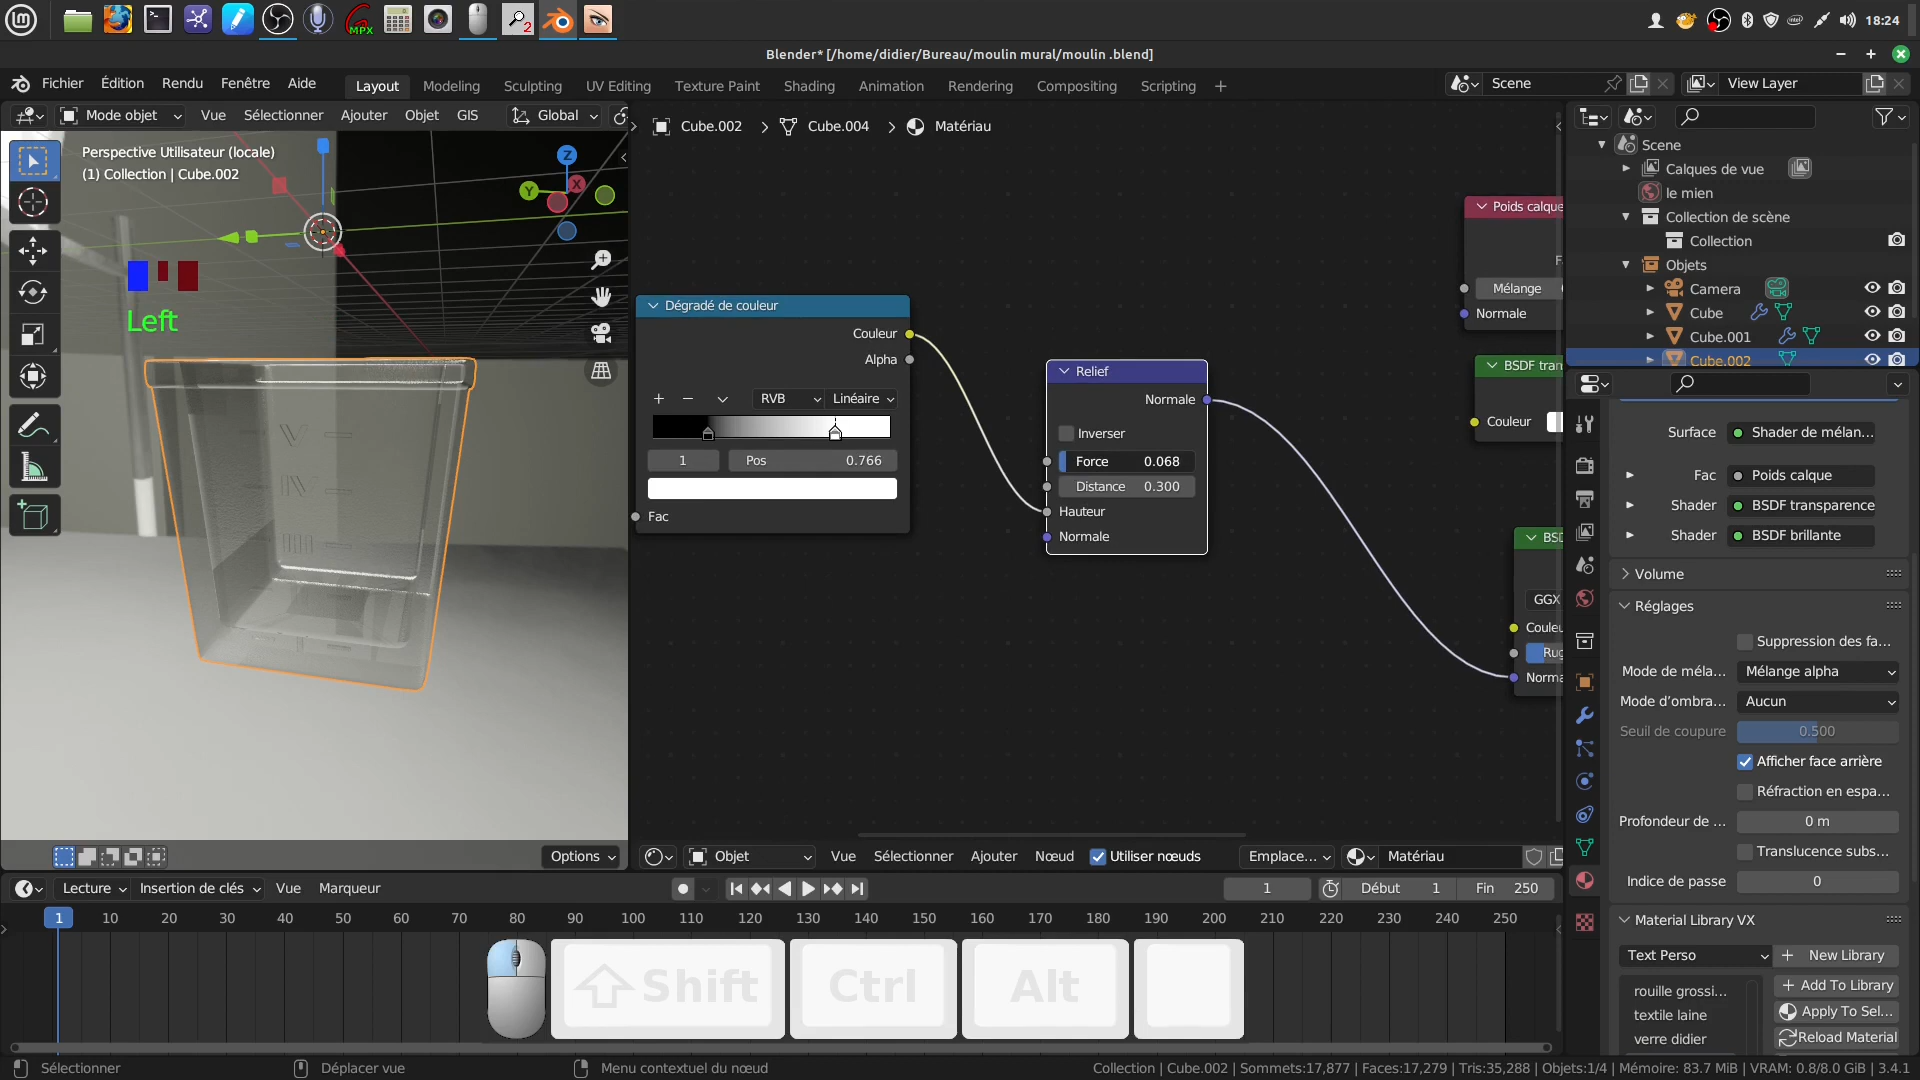 MPX
2
18:24
Blender* [/home/didier/Bureau/moulin mural/moulin .blend]
Fichier Édition Rendu Fenêtre Aide
Layout Modeling Sculpting UV Editing Texture Paint Shading Animation Rendering Compositing Scripting +
Scene
View Layer
Mode objet Vue Sélectionner Ajouter Objet GIS Global
Cube.002 > Cube.004 > Matériau
Perspective Utilisateur (locale)
(1) Collection | Cube.002
Z
Y
X
Left
V
IV
III
Dégradé de couleur
Couleur
Alpha
RVB Linéaire
1 Pos 0.766
Fac
Relief
Normale
Inverser
Force 0.068
Distance 0.300
Hauteur
Normale
Poids calque
F
Mélange
Normale
BSDF tran
Couleur
BSD
GGX
Couleu
Rug
Norma
Scene
Calques de vue
le mien
Collection de scène
Collection
Objets
Camera
Cube
Cube.001
Cube.002
Surface Shader de mélan...
Fac Poids calque
Shader BSDF transparence
Shader BSDF brillante
Volume
Réglages
Suppression des fa...
Mode de méla... Mélange alpha
Mode d'ombra... Aucun
Seuil de coupure 0.500
Afficher face arrière
Réfraction en espa...
Profondeur de ... 0 m
Translucence subs...
Indice de passe 0
Material Library VX
Text Perso New Library
rouille grossi...
textile laine
verre didier
Add To Library
Apply To Sel...
Reload Material
Options
Objet Vue Sélectionner Ajouter Nœud Utiliser nœuds Emplace... Matériau
Lecture Insertion de clés Vue Marqueur
1 Début 1 Fin 250
1 10 20 30 40 50 60 70 80 90 100 110 120 130 140 150 160 170 180 190 200 210 220 230 240 250
Shift Ctrl Alt
Sélectionner Déplacer vue Menu contextuel du nœud
Collection | Cube.002 | Sommets:17,877 | Faces:17,279 | Tris:35,288 | Objets:1/4 | Mémoire: 83.7 MiB | VRAM: 0.8/8.0 GiB | 3.4.1